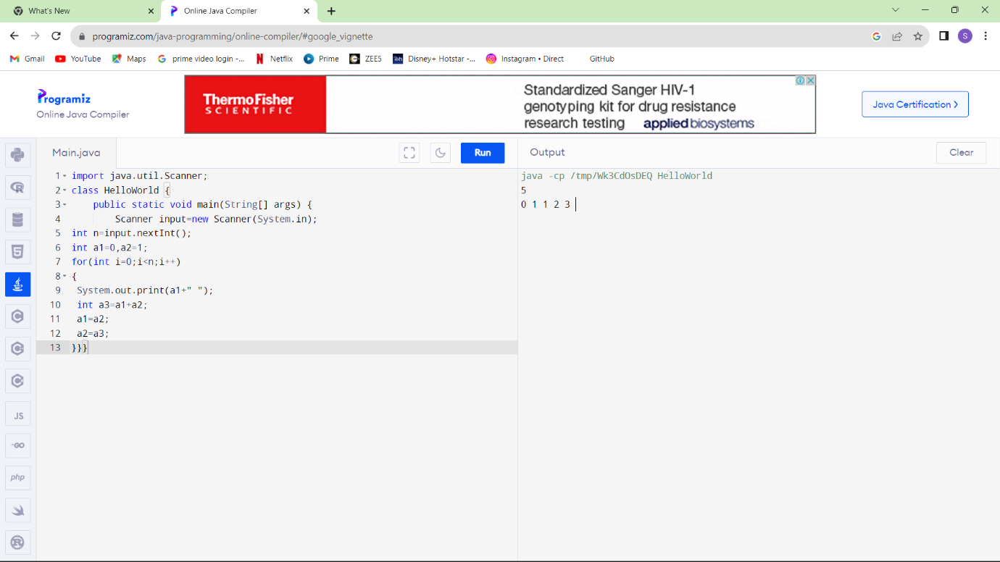 What's New
Online Java Compiler
programiz.com/java-programming/online-compiler/#google_vignette
S
Gmail YouTube Maps prime video login -... Netflix Prime ZEE5 Disney+ Hotstar -... Instagram • Direct GitHub
Programiz
Online Java Compiler
ThermoFisher
SCIENTIFIC
Standardized Sanger HIV-1
genotyping kit for drug resistance
research testing applied biosystems
Java Certification >
Main.java
Run
Output
Clear
1 import java.util.Scanner;
2 class HelloWorld {
3 public static void main(String[] args) {
4 Scanner input=new Scanner(System.in);
5 int n=input.nextInt();
6 int a1=0,a2=1;
7 for(int i=0;i<n;i++)
8 {
9 System.out.print(a1+" ");
10 int a3=a1+a2;
11 a1=a2;
12 a2=a3;
13 }}}
java -cp /tmp/Wk3CdOsDEQ HelloWorld
5
0 1 1 2 3
R
5
C
C
C
JS
GO
php
R